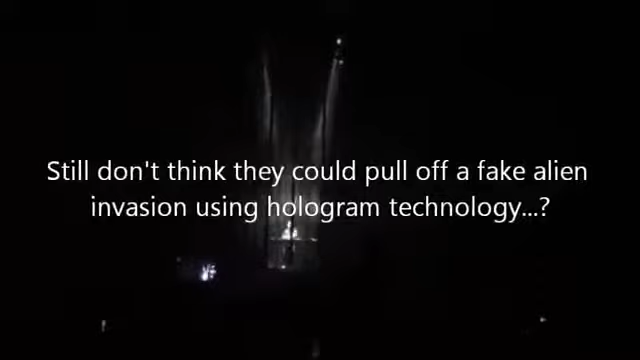 Still don't think they could pull off a fake alien
invasion using hologram technology...?